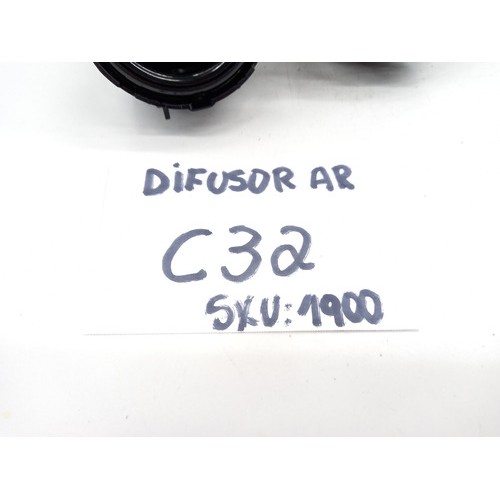 DiFUSOR AR
C32
SKU: 1900